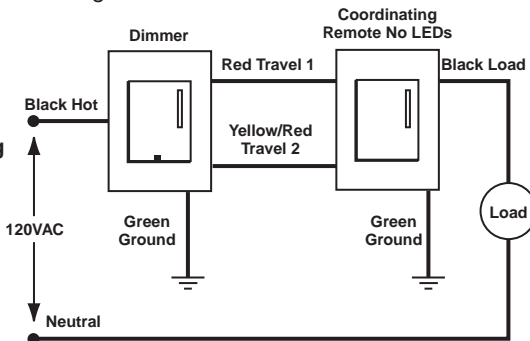 Coordinating
Remote No LEDs
Dimmer
Red Travel 1
Black Load
Black Hot
Yellow/Red
Travel 2
Green
Ground
Green
Ground
Load
120VAC
Neutral